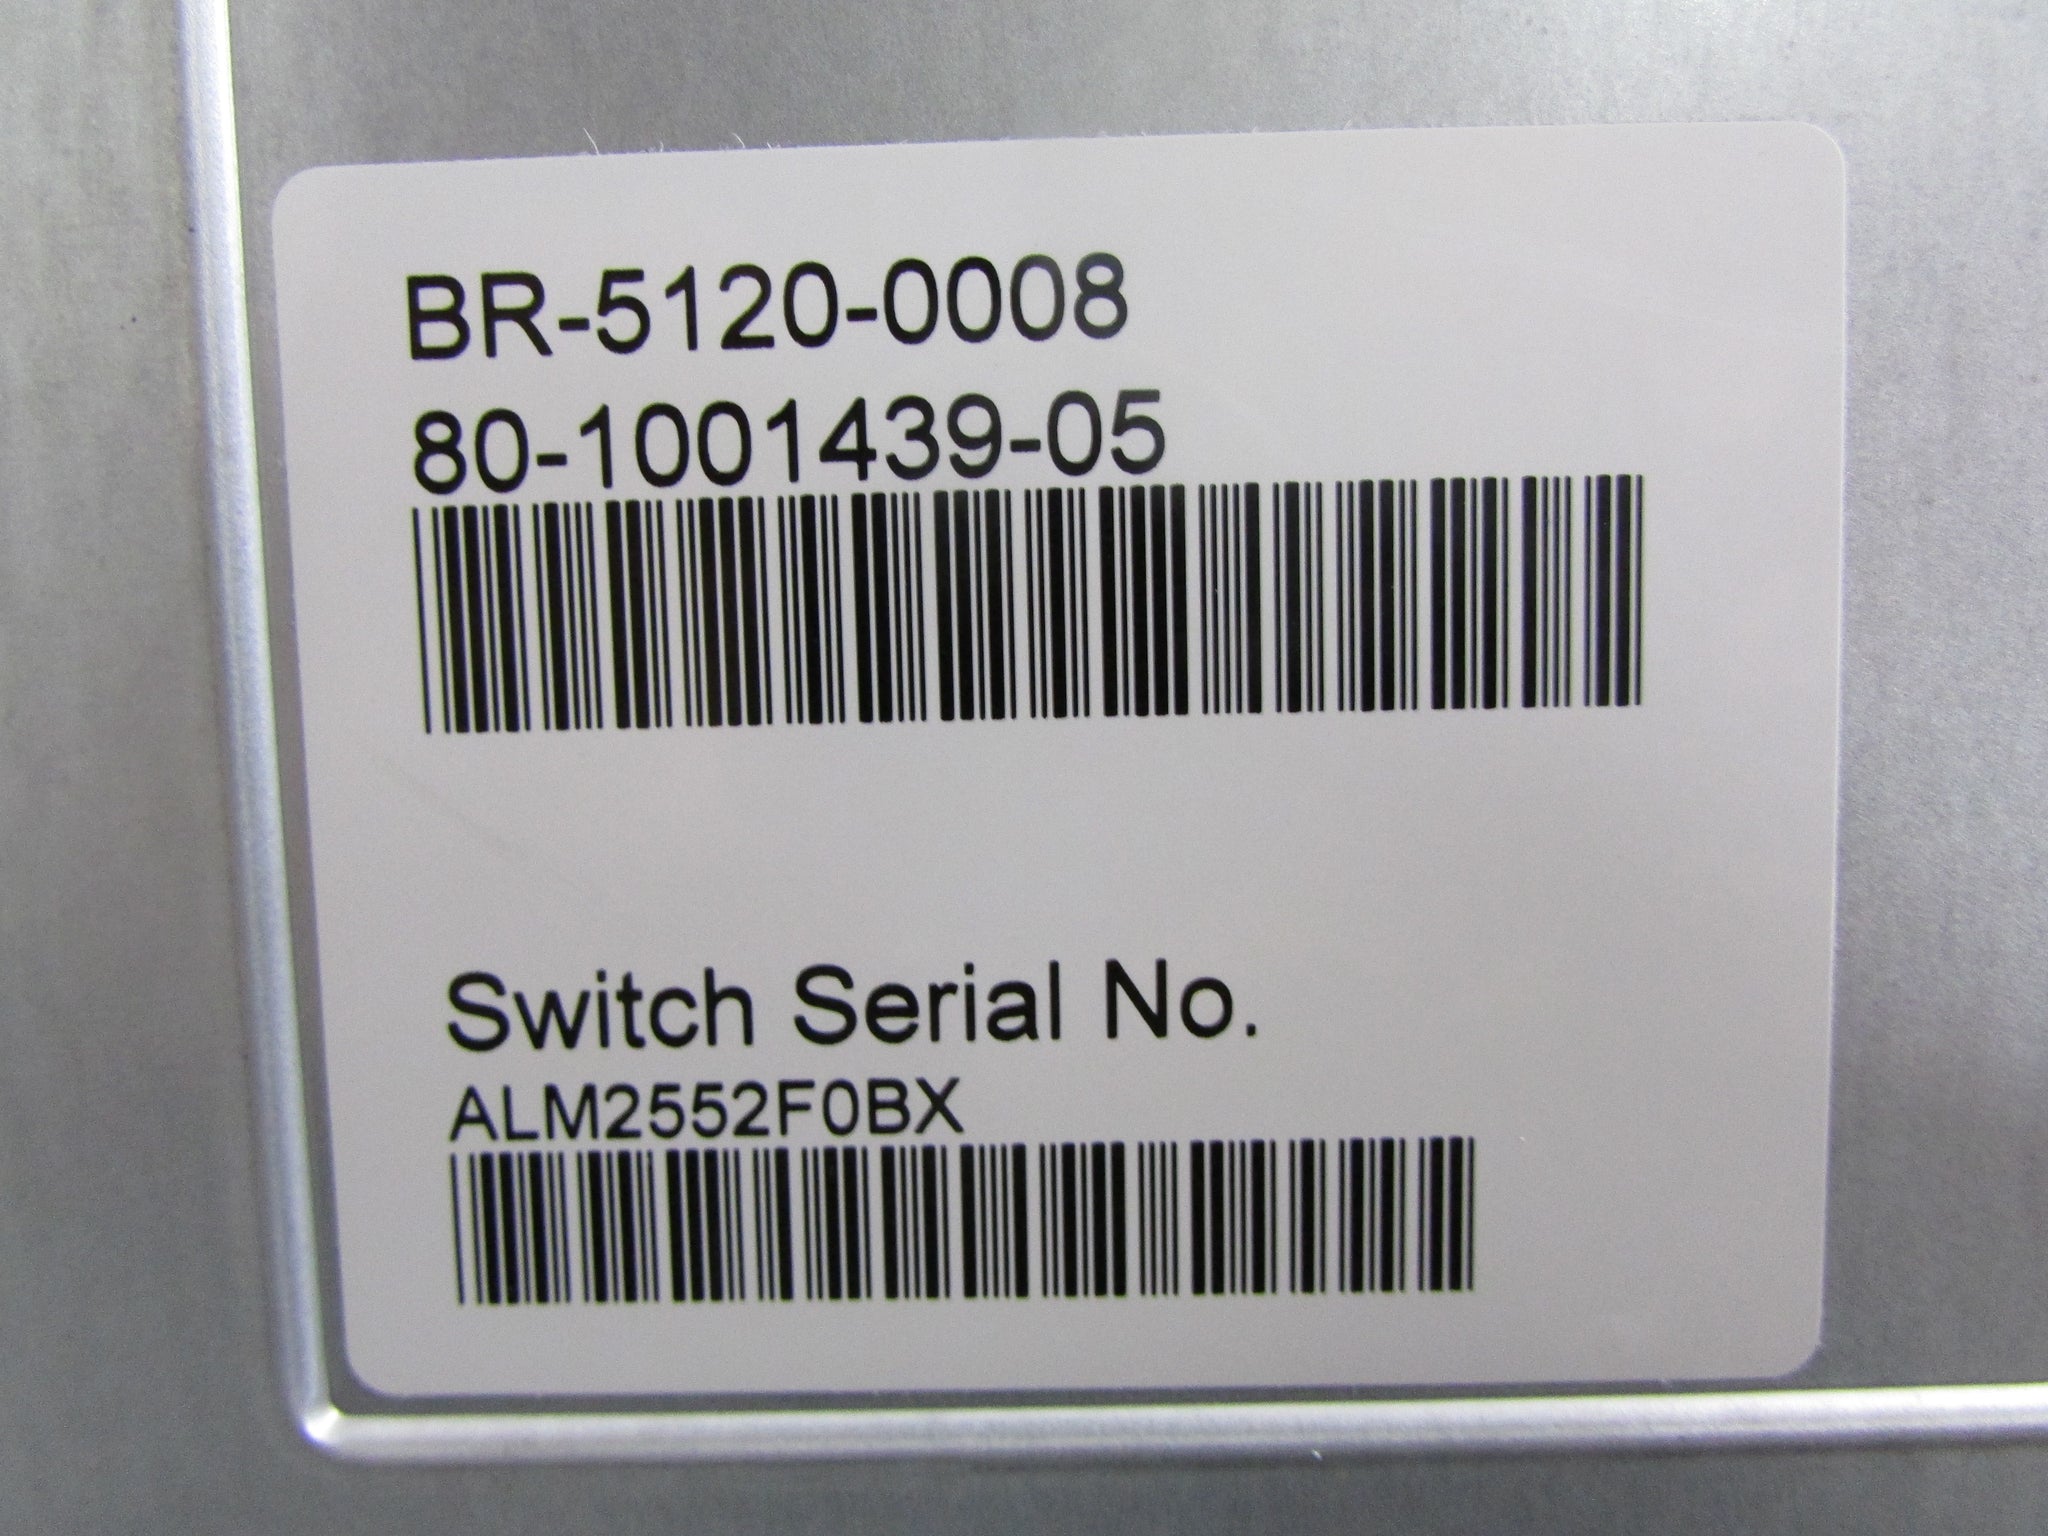 BR-5120-0008
80-1001439-05
Switch Serial No.
ALM2552F0BX